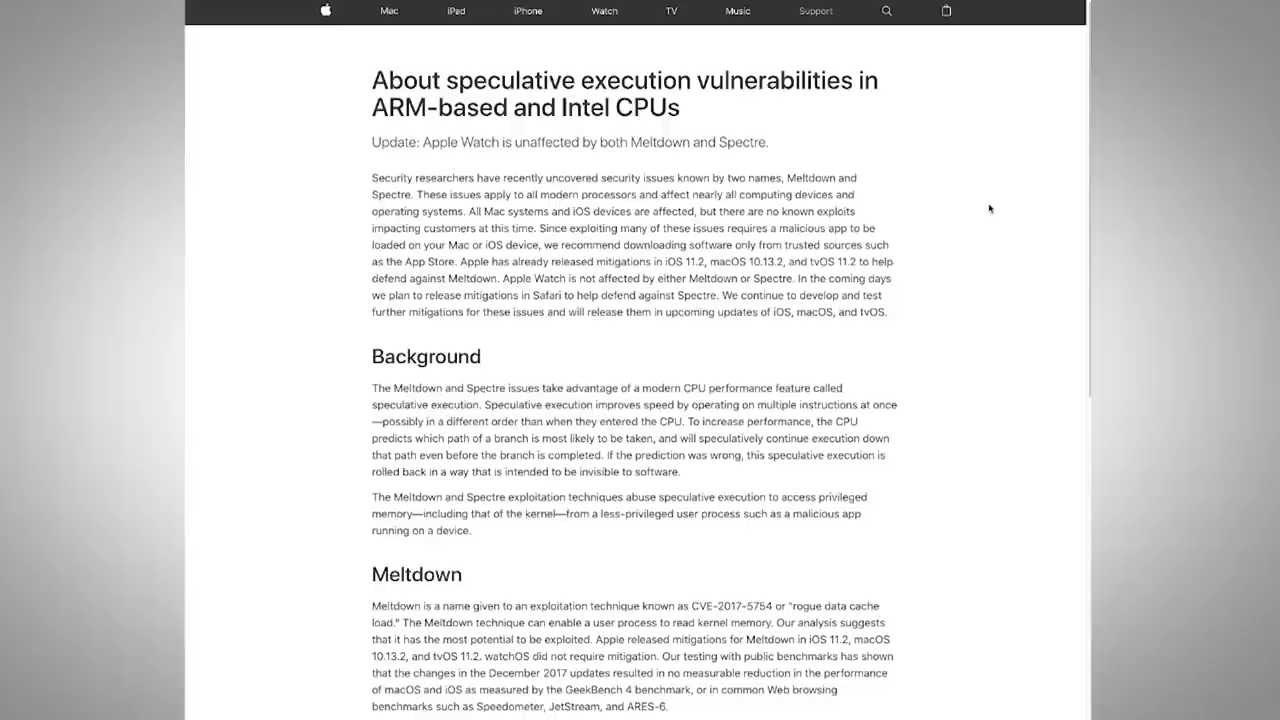 Mac iPad iPhone Watch TV Music Support
About speculative execution vulnerabilities in
ARM-based and Intel CPUs
Update: Apple Watch is unaffected by both Meltdown and Spectre.
Security researchers have recently uncovered security issues known by two names, Meltdown and
Spectre. These issues apply to all modern processors and affect nearly all computing devices and
operating systems. All Mac systems and iOS devices are affected, but there are no known exploits
impacting customers at this time. Since exploiting many of these issues requires a malicious app to be
loaded on your Mac or iOS device, we recommend downloading software only from trusted sources such
as the App Store. Apple has already released mitigations in iOS 11.2, macOS 10.13.2, and tvOS 11.2 to help
defend against Meltdown. Apple Watch is not affected by either Meltdown or Spectre. In the coming days
we plan to release mitigations in Safari to help defend against Spectre. We continue to develop and test
further mitigations for these issues and will release them in upcoming updates of iOS, macOS, and tvOS.
Background
The Meltdown and Spectre issues take advantage of a modern CPU performance feature called
speculative execution. Speculative execution improves speed by operating on multiple instructions at once
—possibly in a different order than when they entered the CPU. To increase performance, the CPU
predicts which path of a branch is most likely to be taken, and will speculatively continue execution down
that path even before the branch is completed. If the prediction was wrong, this speculative execution is
rolled back in a way that is intended to be invisible to software.
The Meltdown and Spectre exploitation techniques abuse speculative execution to access privileged
memory—including that of the kernel—from a less-privileged user process such as a malicious app
running on a device.
Meltdown
Meltdown is a name given to an exploitation technique known as CVE-2017-5754 or "rogue data cache
load." The Meltdown technique can enable a user process to read kernel memory. Our analysis suggests
that it has the most potential to be exploited. Apple released mitigations for Meltdown in iOS 11.2, macOS
10.13.2, and tvOS 11.2. watchOS did not require mitigation. Our testing with public benchmarks has shown
that the changes in the December 2017 updates resulted in no measurable reduction in the performance
of macOS and iOS as measured by the GeekBench 4 benchmark, or in common Web browsing
benchmarks such as Speedometer, JetStream, and ARES-6.